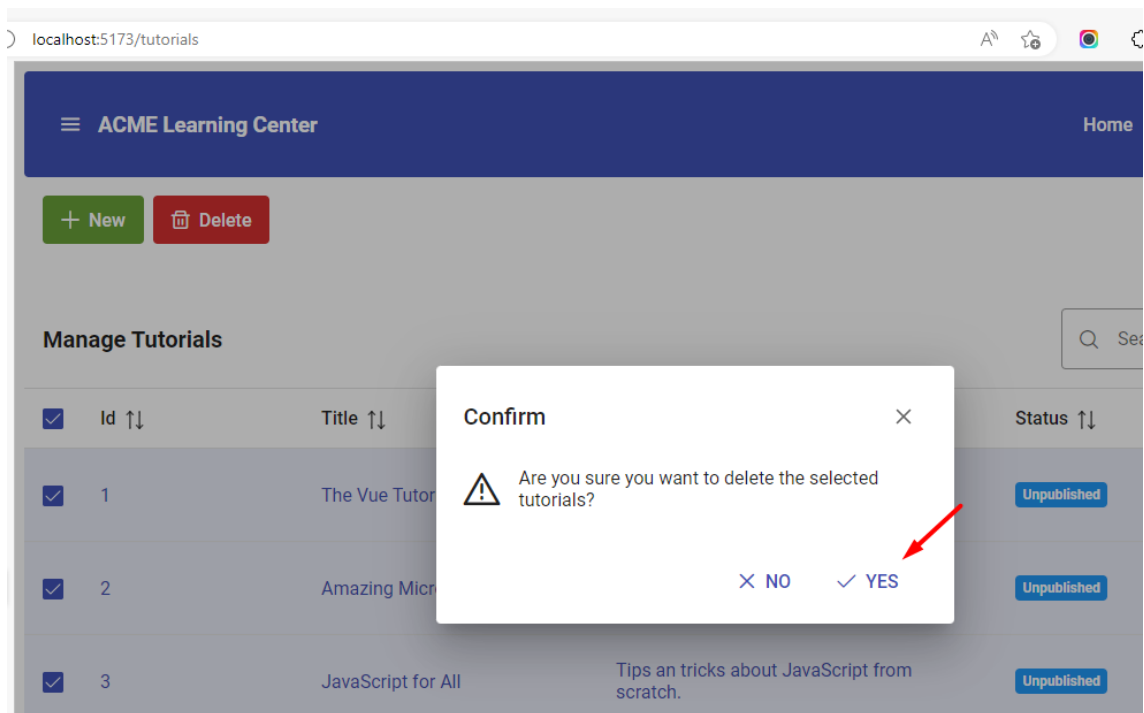 localhost:5173/tutorials
ACME Learning Center
Home
New
Delete
Manage Tutorials
Sea
Confirm
Id
Title
Status
Are you sure you want to delete the selected
tutorials?
1
The Vue Tutor
Unpublished
NO
YES
2
Amazing Micr
Unpublished
3
JavaScript for All
Tips an tricks about JavaScript from
scratch.
Unpublished